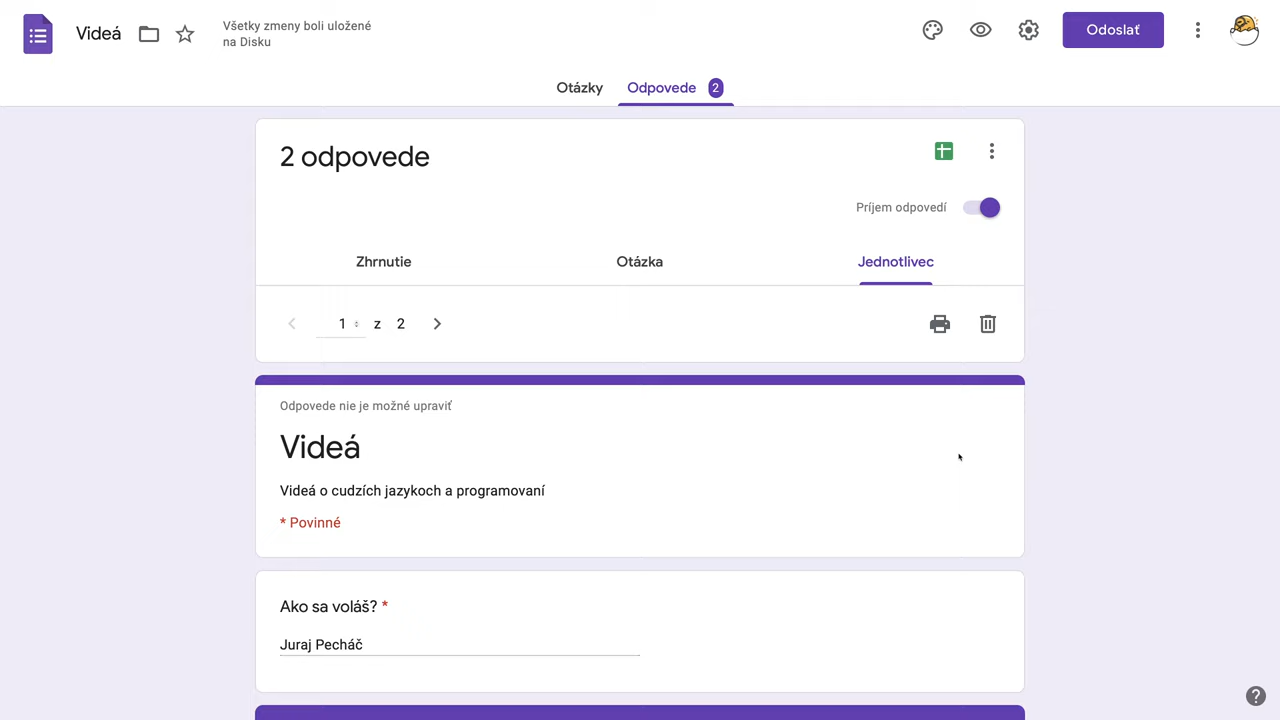 Videá
Všetky zmeny boli uložené
na Disku
Odoslať
Otázky
Odpovede 2
2 odpovede
Príjem odpovedí
Zhrnutie
Otázka
Jednotlivec
1 z 2
Odpovede nie je možné upraviť
Videá
Videá o cudzích jazykoch a programovaní
* Povinné
Ako sa voláš? *
Juraj Pecháč